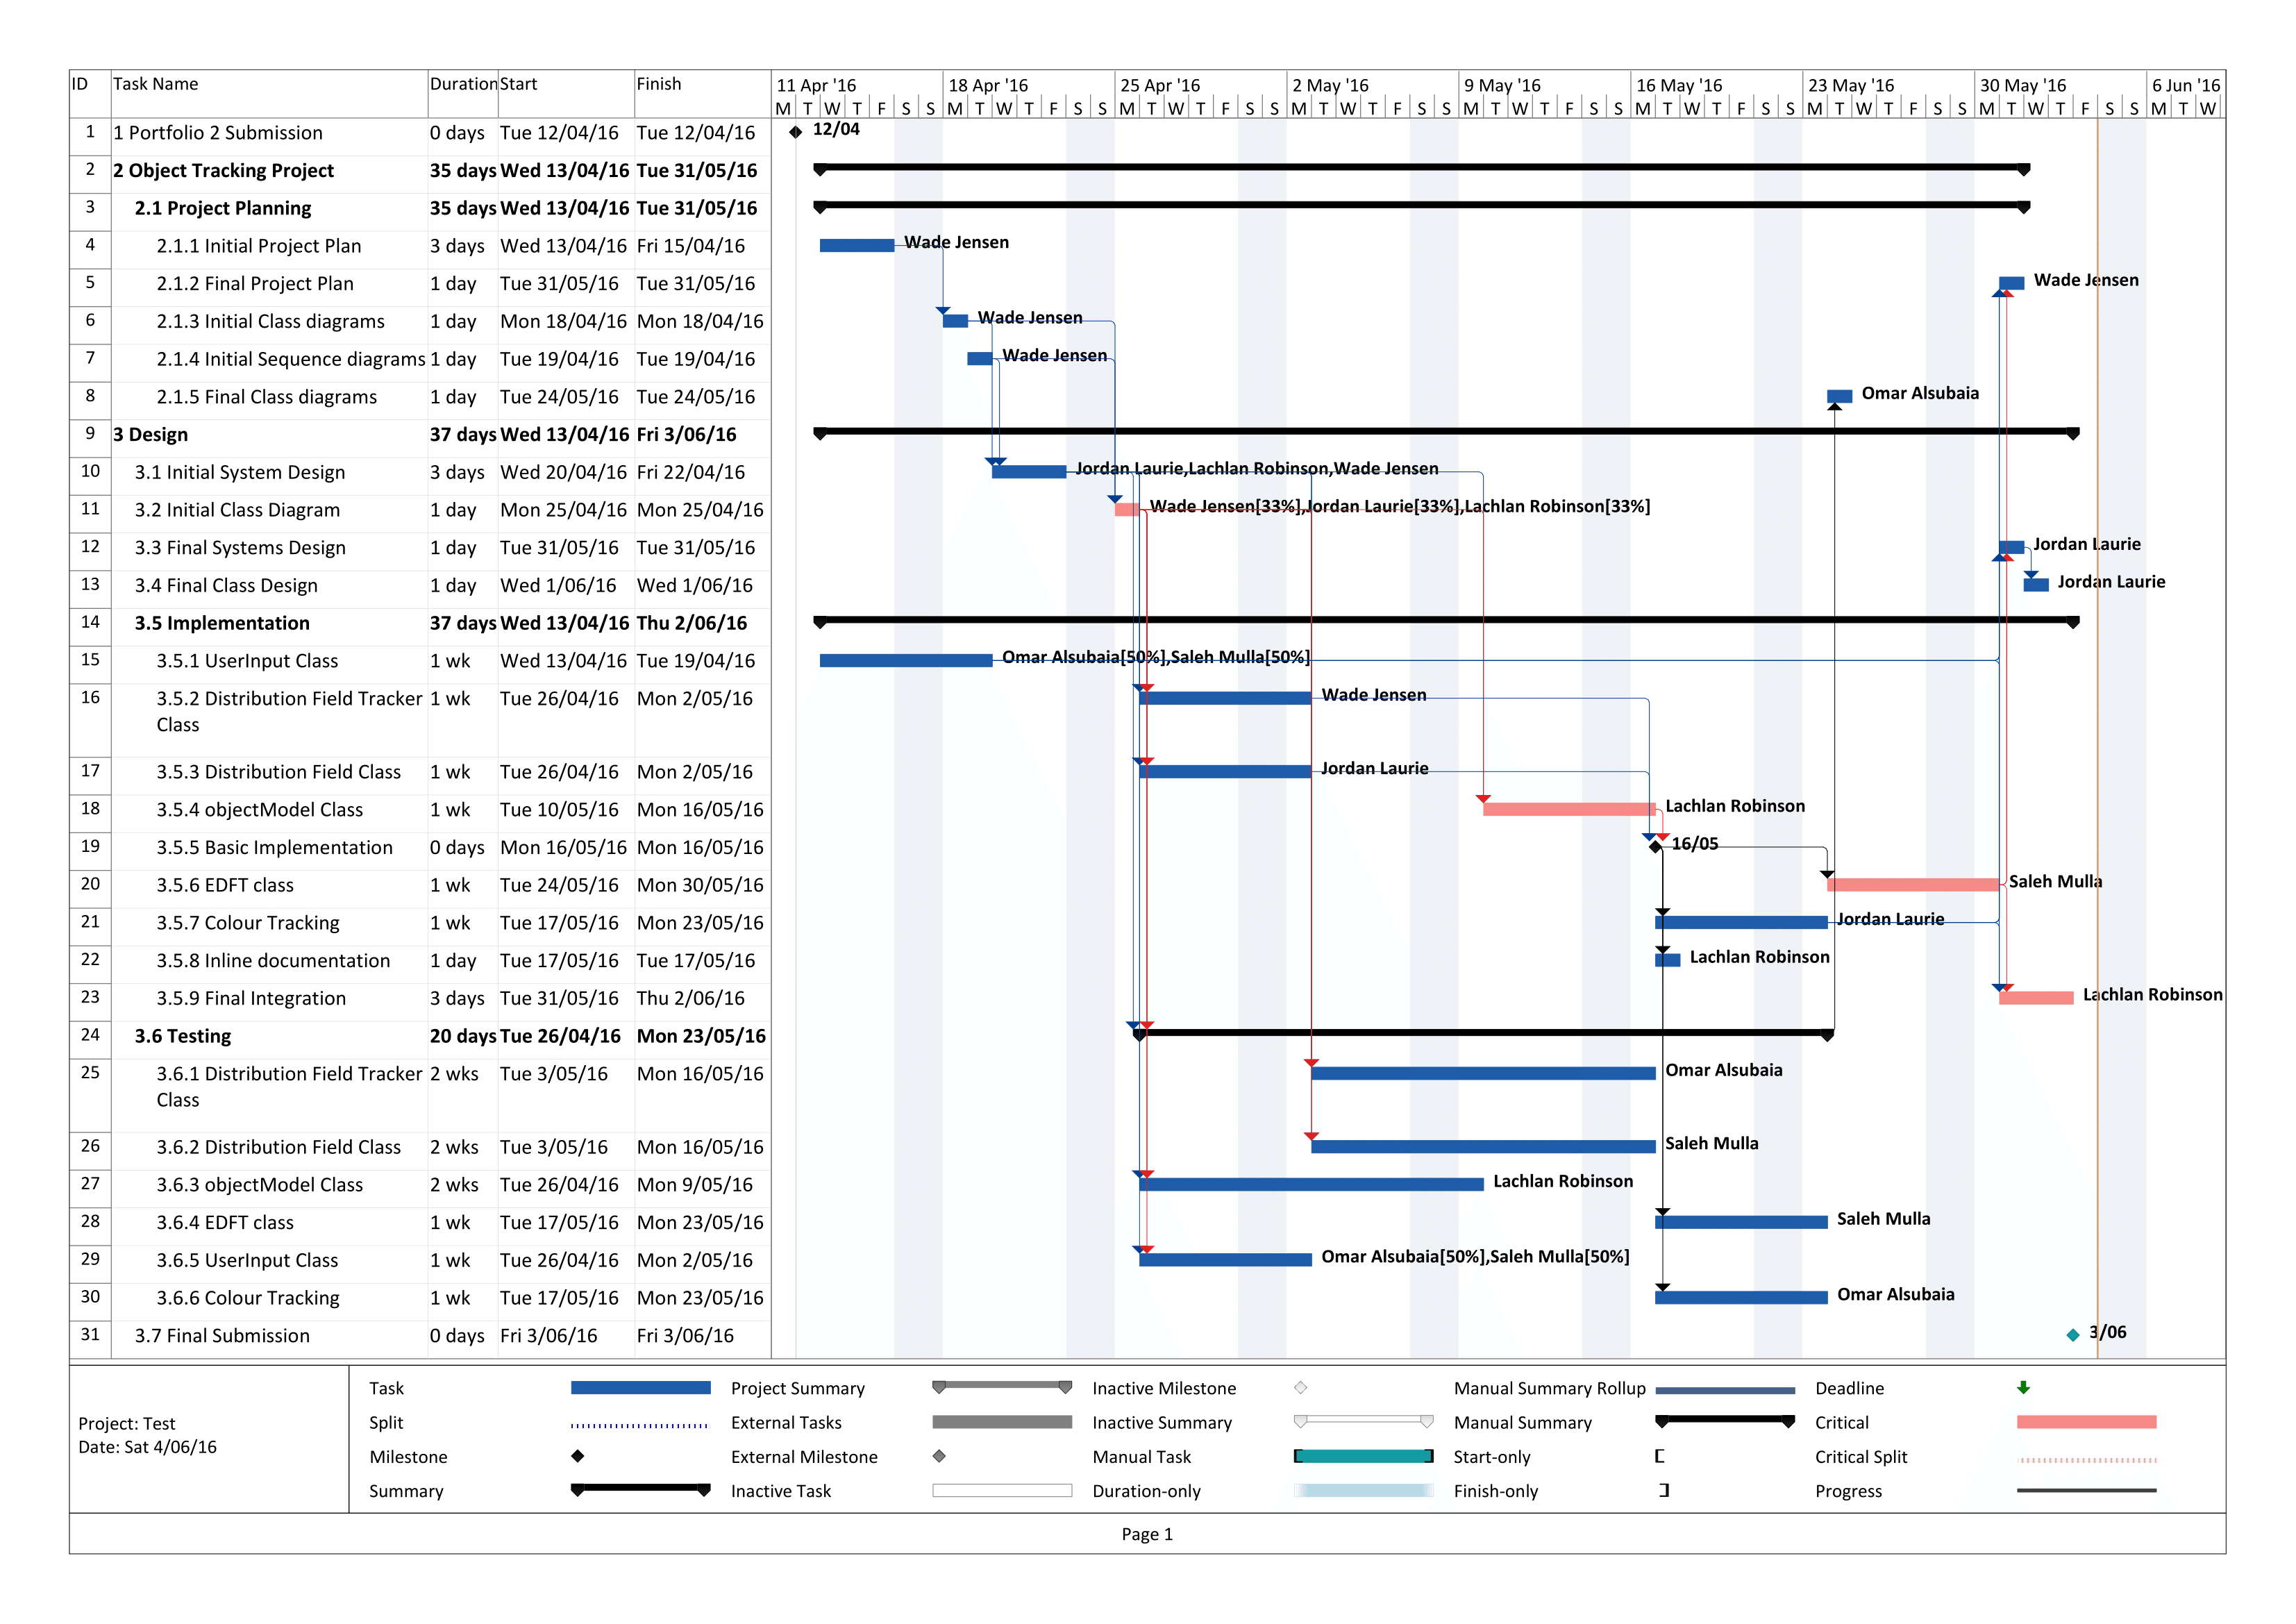 ID Task Name Duration Start Finish 11 Apr '16 18 Apr '16 25 Apr '16 2 May '16 9 May '16 16 May '16 23 May '16 30 May '16 6 Jun '16
M T W T F S S M T W T F S S M T W T F S S M T W T F S S M T W T F S S M T W T F S S M T W T F S S M T W T F S S M T W
1 1 Portfolio 2 Submission 0 days Tue 12/04/16 Tue 12/04/16 12/04
2 2 Object Tracking Project 35 days Wed 13/04/16 Tue 31/05/16
3 2.1 Project Planning 35 days Wed 13/04/16 Tue 31/05/16
4 2.1.1 Initial Project Plan 3 days Wed 13/04/16 Fri 15/04/16 Wade Jensen
5 2.1.2 Final Project Plan 1 day Tue 31/05/16 Tue 31/05/16 Wade Jensen
6 2.1.3 Initial Class diagrams 1 day Mon 18/04/16 Mon 18/04/16 Wade Jensen
7 2.1.4 Initial Sequence diagrams 1 day Tue 19/04/16 Tue 19/04/16 Wade Jensen
8 2.1.5 Final Class diagrams 1 day Tue 24/05/16 Tue 24/05/16 Omar Alsubaia
9 3 Design 37 days Wed 13/04/16 Fri 3/06/16
10 3.1 Initial System Design 3 days Wed 20/04/16 Fri 22/04/16 Jordan Laurie,Lachlan Robinson,Wade Jensen
11 3.2 Initial Class Diagram 1 day Mon 25/04/16 Mon 25/04/16 Wade Jensen[33%],Jordan Laurie[33%],Lachlan Robinson[33%]
12 3.3 Final Systems Design 1 day Tue 31/05/16 Tue 31/05/16 Jordan Laurie
13 3.4 Final Class Design 1 day Wed 1/06/16 Wed 1/06/16 Jordan Laurie
14 3.5 Implementation 37 days Wed 13/04/16 Thu 2/06/16
15 3.5.1 UserInput Class 1 wk Wed 13/04/16 Tue 19/04/16 Omar Alsubaia[50%],Saleh Mulla[50%]
16 3.5.2 Distribution Field Tracker 1 wk Tue 26/04/16 Mon 2/05/16 Wade Jensen
Class
17 3.5.3 Distribution Field Class 1 wk Tue 26/04/16 Mon 2/05/16 Jordan Laurie
18 3.5.4 objectModel Class 1 wk Tue 10/05/16 Mon 16/05/16 Lachlan Robinson
19 3.5.5 Basic Implementation 0 days Mon 16/05/16 Mon 16/05/16 16/05
20 3.5.6 EDFT class 1 wk Tue 24/05/16 Mon 30/05/16 Saleh Mulla
21 3.5.7 Colour Tracking 1 wk Tue 17/05/16 Mon 23/05/16 Jordan Laurie
22 3.5.8 Inline documentation 1 day Tue 17/05/16 Tue 17/05/16 Lachlan Robinson
23 3.5.9 Final Integration 3 days Tue 31/05/16 Thu 2/06/16 Lachlan Robinson
24 3.6 Testing 20 days Tue 26/04/16 Mon 23/05/16
25 3.6.1 Distribution Field Tracker 2 wks Tue 3/05/16 Mon 16/05/16 Omar Alsubaia
Class
26 3.6.2 Distribution Field Class 2 wks Tue 3/05/16 Mon 16/05/16 Saleh Mulla
27 3.6.3 objectModel Class 2 wks Tue 26/04/16 Mon 9/05/16 Lachlan Robinson
28 3.6.4 EDFT class 1 wk Tue 17/05/16 Mon 23/05/16 Saleh Mulla
29 3.6.5 UserInput Class 1 wk Tue 26/04/16 Mon 2/05/16 Omar Alsubaia[50%],Saleh Mulla[50%]
30 3.6.6 Colour Tracking 1 wk Tue 17/05/16 Mon 23/05/16 Omar Alsubaia
31 3.7 Final Submission 0 days Fri 3/06/16 Fri 3/06/16 3/06
Project: Test
Date: Sat 4/06/16
Task Project Summary Inactive Milestone Manual Summary Rollup Deadline
Split External Tasks Inactive Summary Manual Summary Critical
Milestone External Milestone Manual Task Start-only Critical Split
Summary Inactive Task Duration-only Finish-only Progress
Page 1